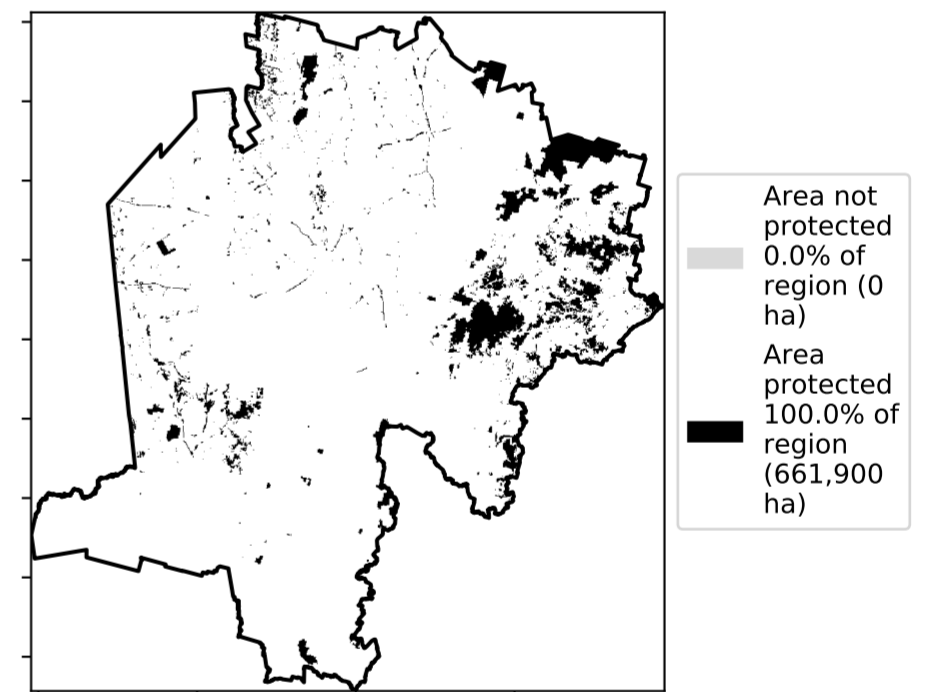 Area not
protected
0.0% of
region (0
ha)
Area
protected
100.0% of
region
(661,900
ha)